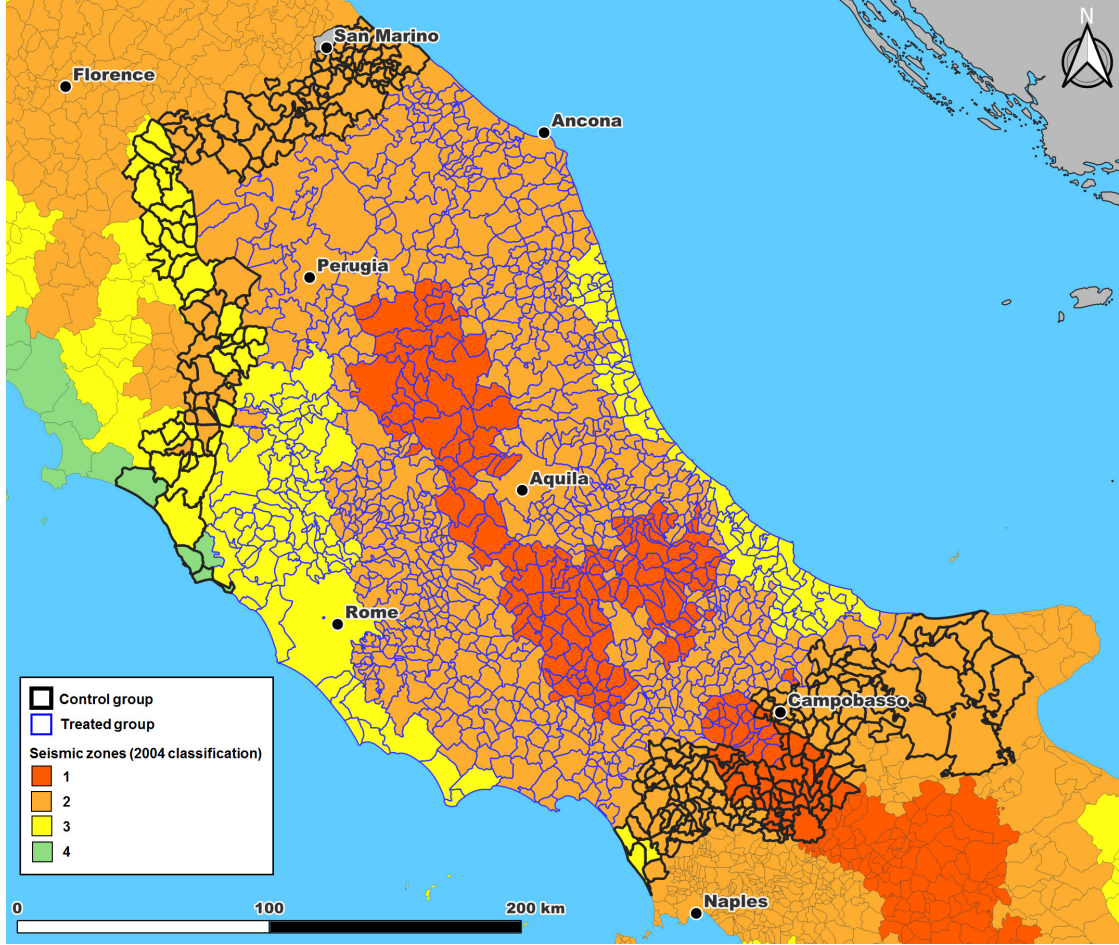 N
San Marino
Florence
Ancona
Perugia
Aquila
Rome
Campobasso
Naples
Control group
Treated group
Seismic zones (2004 classification)
1
2
3
4
0 100 200 km